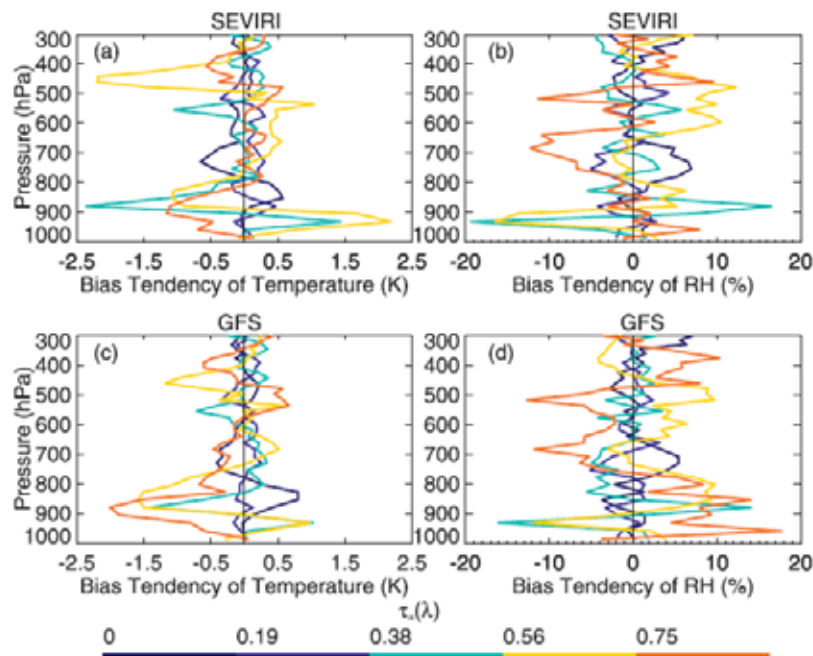 SEVIRI SEVIRI
300 (a) 300 (b)
400 400
500 500
600 600
700 700
800 800
900 900
1000 1000
Pressure (hPa)
-2.5 -1.5 -0.5 0.5 1.5 2.5 -20 -10 0 10 20
Bias Tendency of Temperature (K) Bias Tendency of RH (%)
GFS GFS
300 (c) 300 (d)
400 400
500 500
600 600
700 700
800 800
900 900
1000 1000
Pressure (hPa)
-2.5 -1.5 -0.5 0.5 1.5 2.5 -20 -10 0 10 20
Bias Tendency of Temperature (K) Bias Tendency of RH (%)
0 0.19 0.38 0.56 0.75